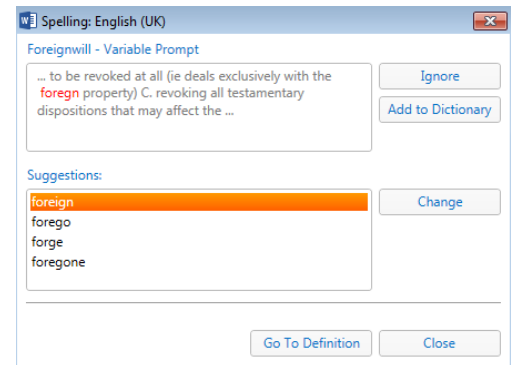 Spelling: English (UK)
Foreignwill - Variable Prompt
... to be revoked at all (ie deals exclusively with the
foregn property) C. revoking all testamentary
dispositions that may affect the ...
Ignore
Add to Dictionary
Suggestions:
foreign
forego
forge
foregone
Change
Go To Definition
Close